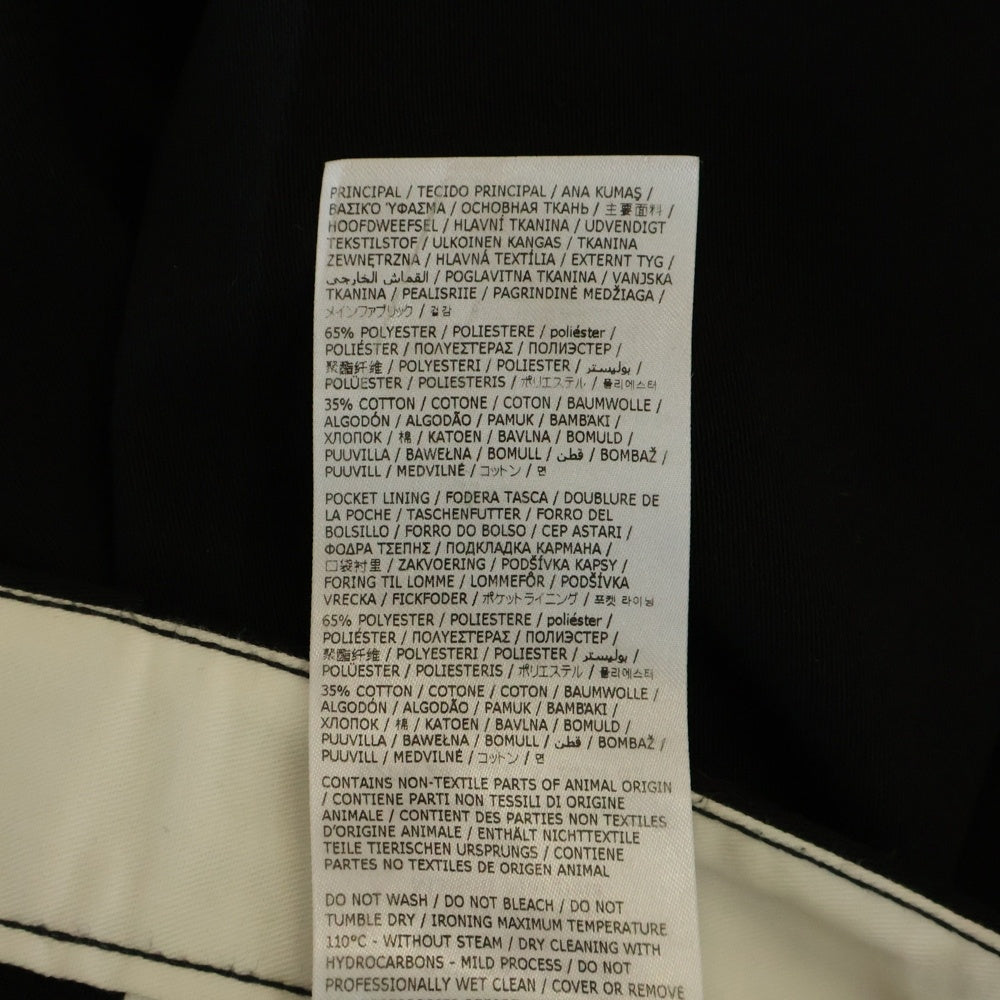 PRINCIPAL / TECIDO PRINCIPAL / ANA KUMAŞ /
ΒΑΣΙΚΌ ΎΦΑΣΜΑ / ОСНОВНАЯ ТКАНЬ / 主要面料 /
HOOFDWEEFSEL / HLAVNÍ TKANINA / UDVENDIGT
TEKSTILSTOF / ULKOINEN KANGAS / TKANINA
ZEWNĘTRZNA / HLAVNÁ TEXTÍLIA / EXTERNT TYG /
القماش الخارجي / POGLAVITNA TKANINA / VANJSKA
TKANINA / PEALISRIIE / PAGRINDINĖ MEDŽIAGA /
メインファブリック / 겉감
65% POLYESTER / POLIESTERE / poliéster /
POLIÉSTER / ΠΟΛΥΕΣΤΈΡΑΣ / ПОЛИЭСТЕР /
聚酯纤维 / POLYESTERI / POLIESTER / بوليستر /
POLÜESTER / POLIESTERIS / ポリエステル / 폴리에스터
35% COTTON / COTONE / COTON / BAUMWOLLE /
ALGODÓN / ALGODÃO / PAMUK / ΒΑΜΒΆΚΙ /
ХЛОПОК / 棉 / KATOEN / BAVLNA / BOMULD /
PUUVILLA / BAWEŁNA / BOMULL / قطن / BOMBAŽ /
PUUVILL / MEDVILNĖ / コットン / 면
POCKET LINING / FODERA TASCA / DOUBLURE DE
LA POCHE / TASCHENFUTTER / FORRO DEL
BOLSILLO / FORRO DO BOLSO / CEP ASTARI /
ΦΌΔΡΑ ΤΣΈΠΗΣ / ПОДКЛАДКА КАРМАНА /
口袋衬里 / ZAKVOERING / PODŠÍVKA KAPSY /
FORING TIL LOMME / LOMMEFÔR / PODŠÍVKA
VRECKA / FICKFODER / ポケットライニング / 포켓 라이닝
65% POLYESTER / POLIESTERE / poliéster /
POLIÉSTER / ΠΟΛΥΕΣΤΈΡΑΣ / ПОЛИЭСТЕР /
聚酯纤维 / POLYESTERI / POLIESTER / بوليستر /
POLÜESTER / POLIESTERIS / ポリエステル / 폴리에스터
35% COTTON / COTONE / COTON / BAUMWOLLE /
ALGODÓN / ALGODÃO / PAMUK / ΒΑΜΒΆΚΙ /
ХЛОПОК / 棉 / KATOEN / BAVLNA / BOMULD /
PUUVILLA / BAWEŁNA / BOMULL / قطن / BOMBAŽ /
PUUVILL / MEDVILNĖ / コットン / 면
CONTAINS NON-TEXTILE PARTS OF ANIMAL ORIGIN
/ CONTIENE PARTI NON TESSILI DI ORIGINE
ANIMALE / CONTIENT DES PARTIES NON TEXTILES
D'ORIGINE ANIMALE / ENTHÄLT NICHTTEXTILE
TEILE TIERISCHEN URSPRUNGS / CONTIENE
PARTES NO TEXTILES DE ORIGEN ANIMAL
DO NOT WASH / DO NOT BLEACH / DO NOT
TUMBLE DRY / IRONING MAXIMUM TEMPERATURE
110°C - WITHOUT STEAM / DRY CLEANING WITH
HYDROCARBONS - MILD PROCESS / DO NOT
PROFESSIONALLY WET CLEAN / COVER OR REMOVE